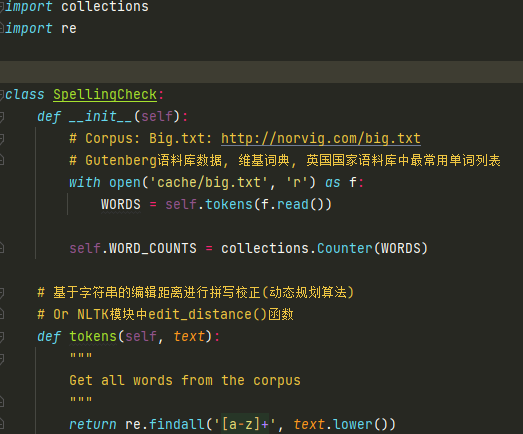 import collections
import re
class SpellingCheck:
def __init__(self):
# Corpus: Big.txt: http://norvig.com/big.txt
# Gutenberg语料库数据, 维基词典, 英国国家语料库中最常用单词列表
with open('cache/big.txt', 'r') as f:
WORDS = self.tokens(f.read())
self.WORD_COUNTS = collections.Counter(WORDS)
# 基于字符串的编辑距离进行拼写校正(动态规划算法)
# Or NLTK模块中edit_distance()函数
def tokens(self, text):
"""
Get all words from the corpus
"""
return re.findall('[a-z]+', text.lower())